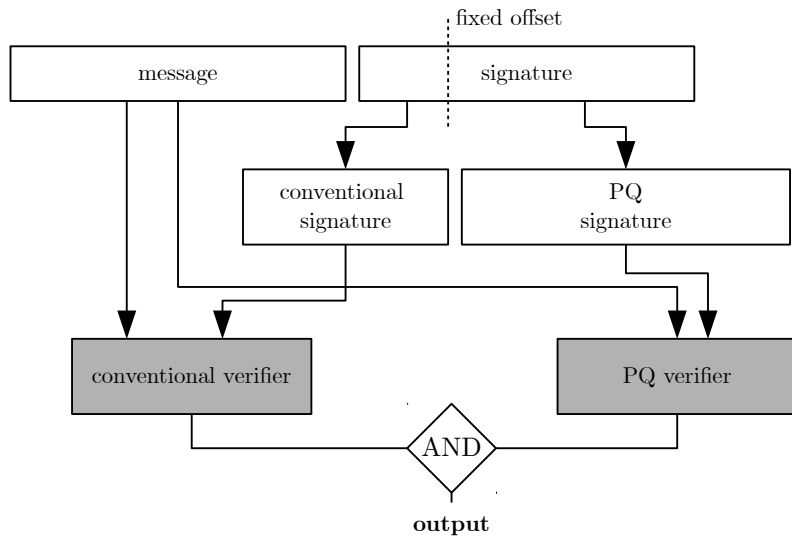 fixed offset
message
signature
conventional
signature
PQ
signature
conventional verifier
PQ verifier
AND
output